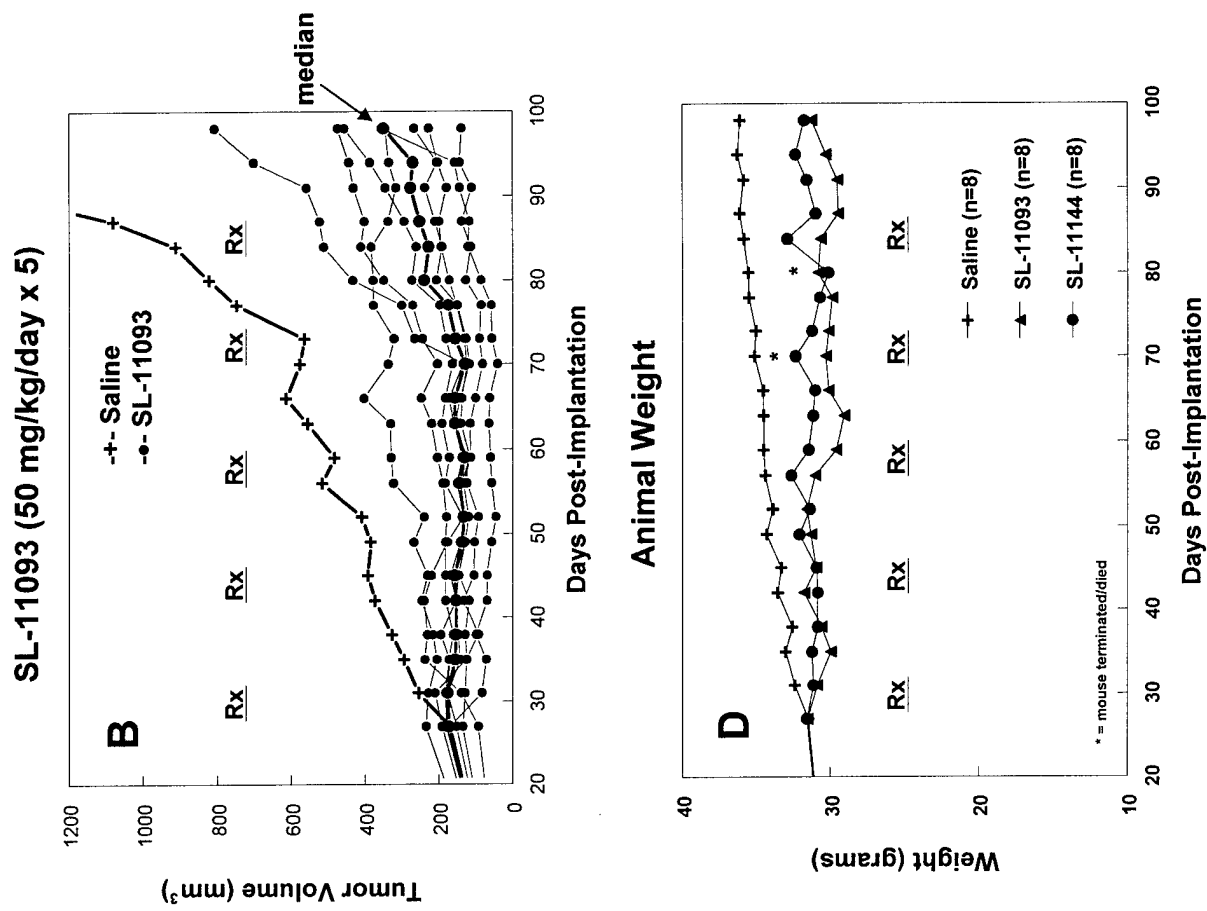 SL-11093 (50 mg/kg/day x 5)
B
-+- Saline
-●- SL-11093
median
Rx Rx Rx Rx Rx
1200
1000
800
600
400
200
0
Tumor Volume (mm³)
20 30 40 50 60 70 80 90 100
Days Post-Implantation
Animal Weight
D
* *
Rx Rx Rx Rx Rx
Saline (n=8)
SL-11093 (n=8)
SL-11144 (n=8)
* = mouse terminated/died
40
30
20
10
Weight (grams)
20 30 40 50 60 70 80 90 100
Days Post-Implantation